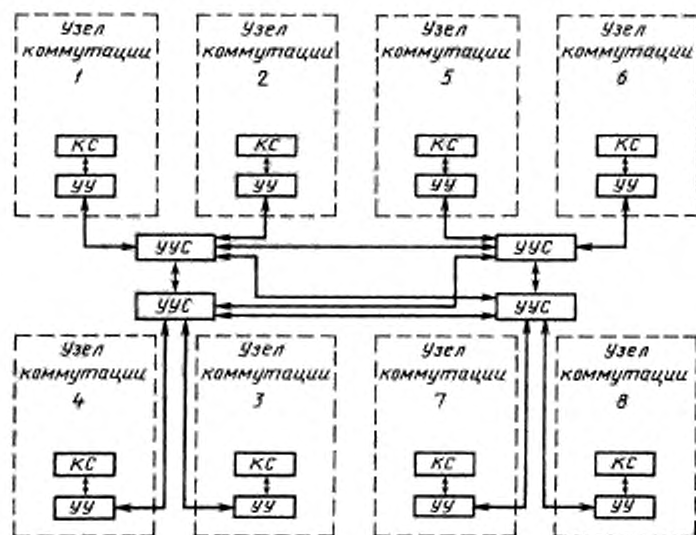 Узел коммутации 1
Узел коммутации 2
Узел коммутации 5
Узел коммутации 6
КС
КС
КС
КС
УУ
УУ
УУ
УУ
УУС
УУС
УУС
УУС
Узел коммутации 4
Узел коммутации 3
Узел коммутации 7
Узел коммутации 8
КС
КС
КС
КС
УУ
УУ
УУ
УУ